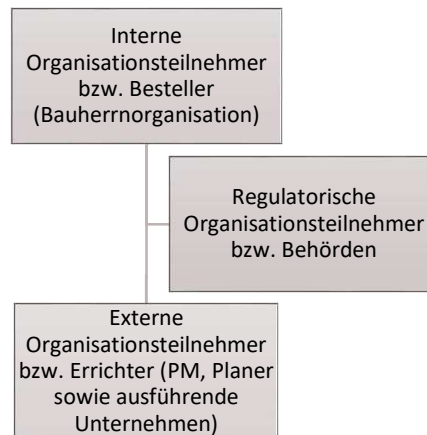 Interne
Organisationsteilnehmer
bzw. Besteller
(Bauherrnorganisation)
Regulatorische
Organisationsteilnehmer
bzw. Behörden
Externe
Organisationsteilnehmer
bzw. Errichter (PM, Planer
sowie ausführende
Unternehmen)